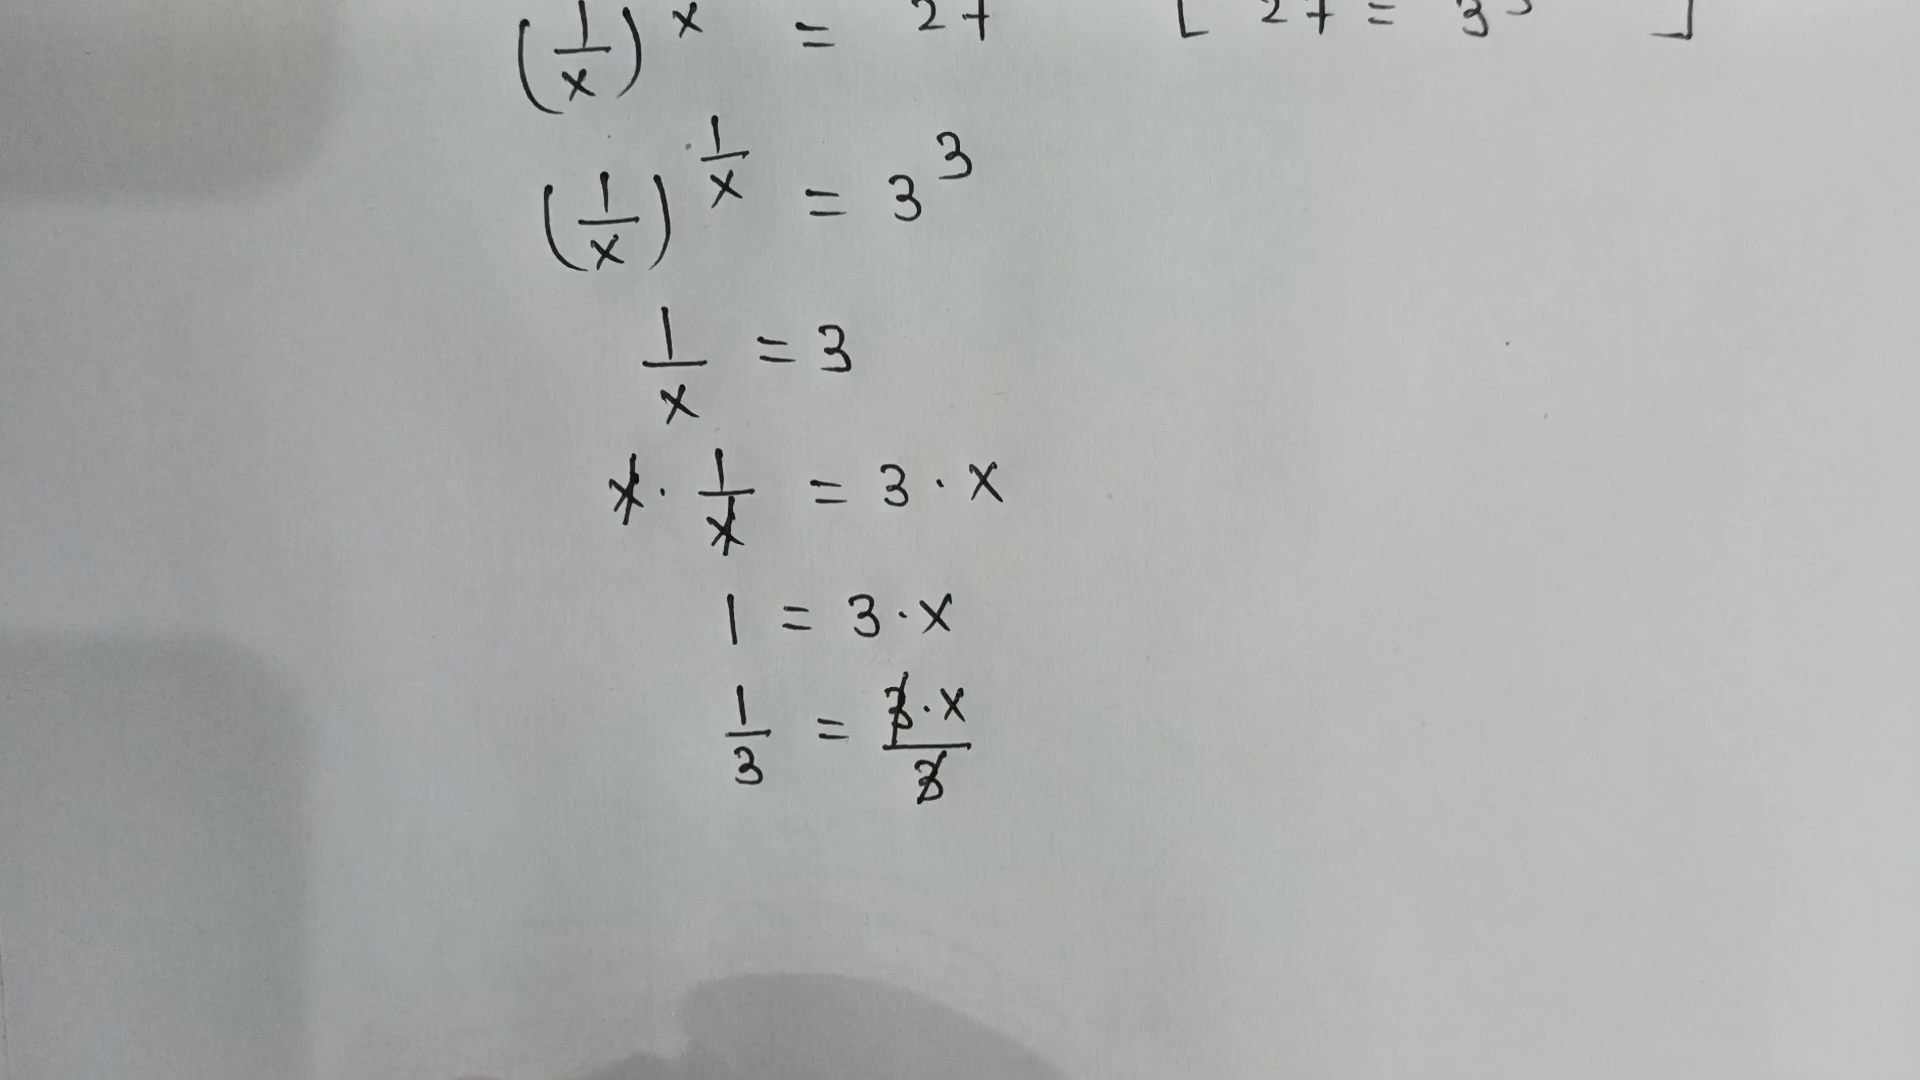 (1/x)^x = 27 [ 27 = 3^3 ]
(1/x)^(1/x) = 3^3
1/x = 3
x · 1/x = 3 · x
1 = 3 · x
1/3 = 3 · x/3